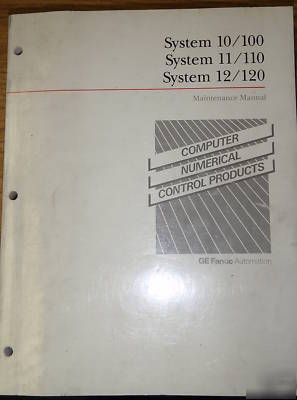 System 10/100
System 11/110
System 12/120
Maintenance Manual
COMPUTER
NUMERICAL
CONTROL PRODUCTS
GE Fanuc Automation